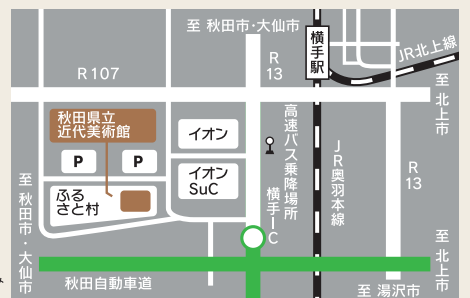 至 秋田市・大仙市
横手駅
JR北上線
R107
R
13
至 北上市
秋田県立
近代美術館
イオン
高速バス乗降場所
P
P
イオン
SuC
JR奥羽本線
R
13
至 秋田市・大仙市
ふる
さと村
横手IC
至 北上市
秋田自動車道
至 湯沢市